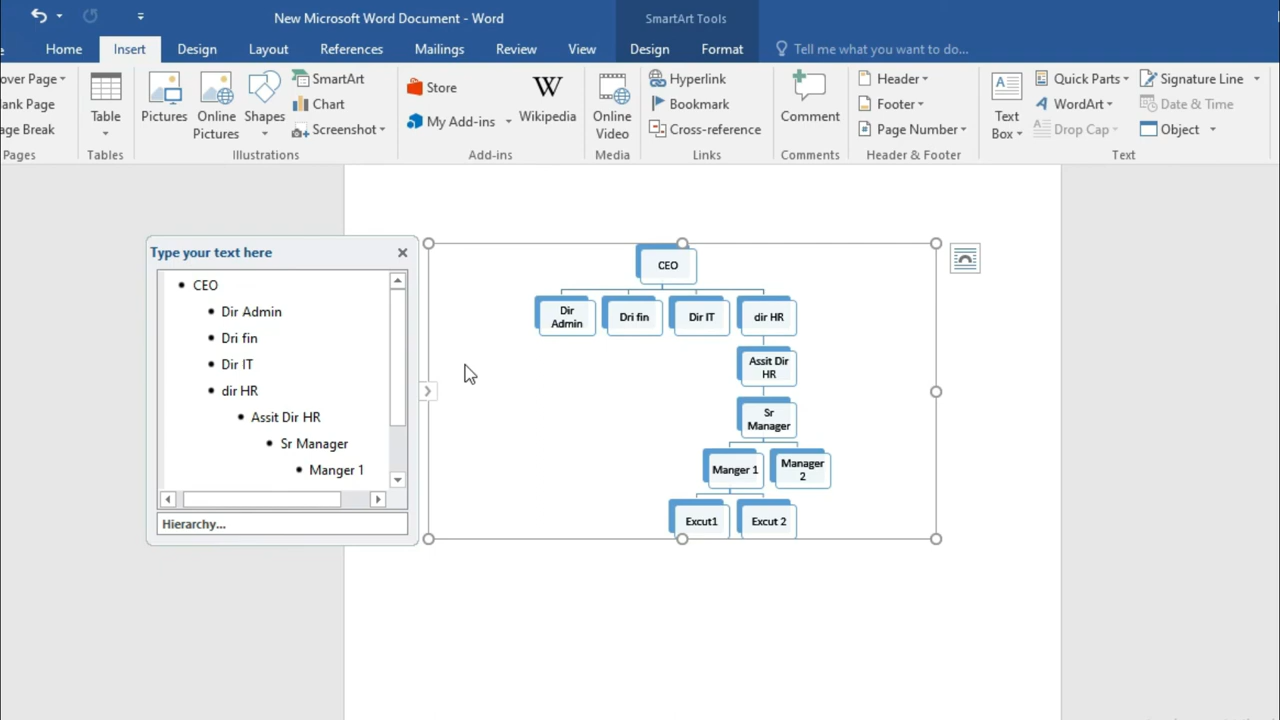 New Microsoft Word Document - Word
SmartArt Tools
Home
Insert
Design
Layout
References
Mailings
Review
View
Design
Format
Tell me what you want to do...
over Page
lank Page
age Break
Pages
Table
Tables
Pictures
Online Pictures
Shapes
SmartArt
Chart
Screenshot
Illustrations
Store
My Add-ins
W
Wikipedia
Add-ins
Online Video
Media
Hyperlink
Bookmark
Cross-reference
Links
Comment
Comments
Header
Footer
Page Number
Header & Footer
Text Box
Quick Parts
WordArt
Drop Cap
Signature Line
Date & Time
Object
Text
Type your text here
CEO
Dir Admin
Dri fin
Dir IT
dir HR
Assit Dir HR
Sr Manager
Manger 1
Hierarchy...
CEO
Dir
Admin
Dri fin
Dir IT
dir HR
Assit Dir
HR
Sr
Manager
Manger 1
Manager
2
Excut1
Excut 2